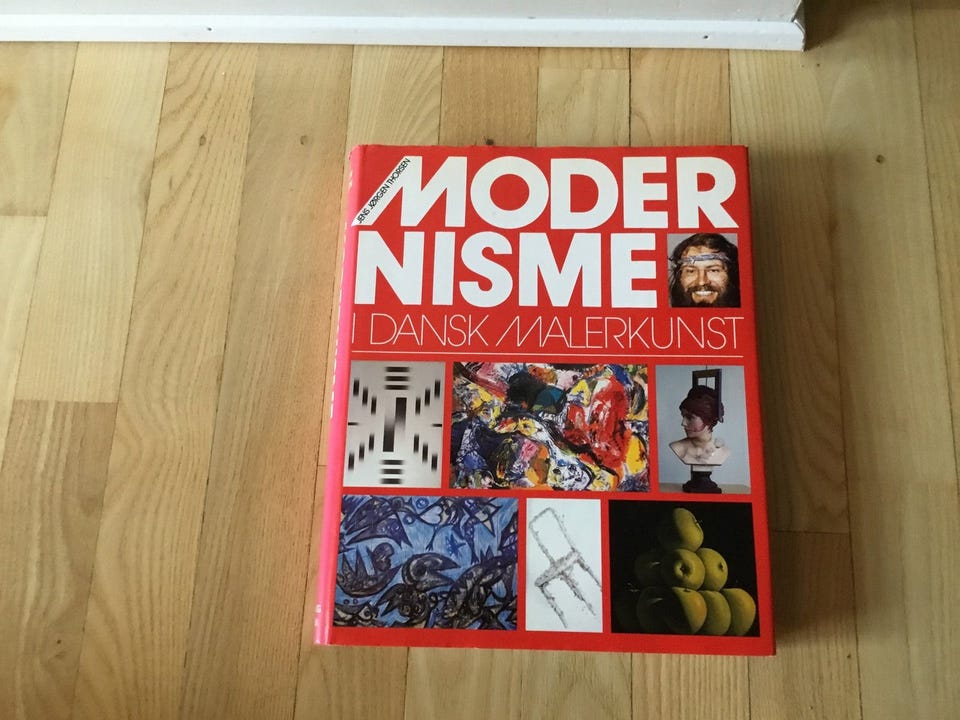 JENS JØRGEN THORSEN
MODER
NISME
I DANSK MALERKUNST